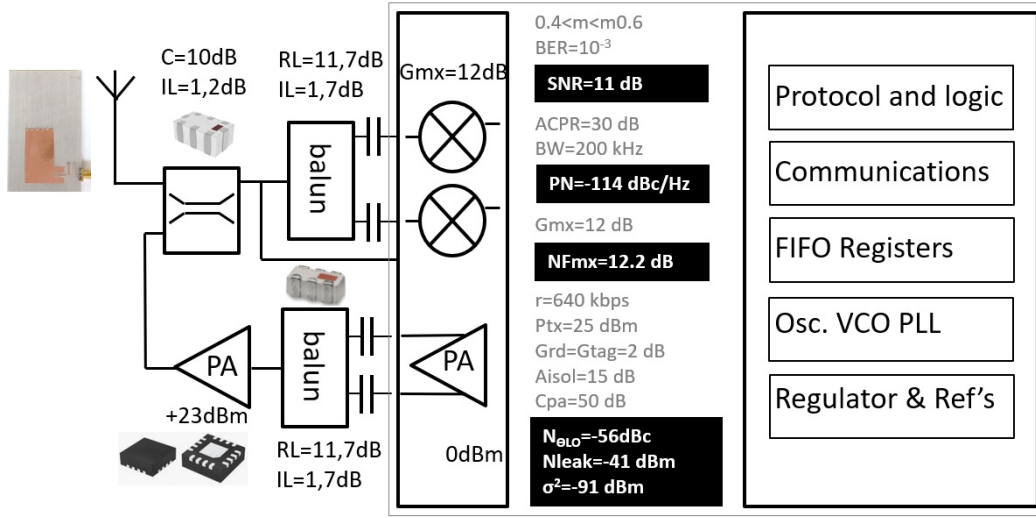 C=10dB
IL=1,2dB
RL=11,7dB
IL=1,7dB
balun
Gmx=12dB
PA
+23dBm
balun
RL=11,7dB
IL=1,7dB
PA
0dBm
0.4<m<m0.6
BER=10⁻³
SNR=11 dB
ACPR=30 dB
BW=200 kHz
PN=-114 dBc/Hz
Gmx=12 dB
NFmx=12.2 dB
r=640 kbps
Ptx=25 dBm
Grd=Gtag=2 dB
Aisol=15 dB
Cpa=50 dB
N_ΘLO=-56dBc
Nleak=-41 dBm
σ²=-91 dBm
Protocol and logic
Communications
FIFO Registers
Osc. VCO PLL
Regulator & Ref's